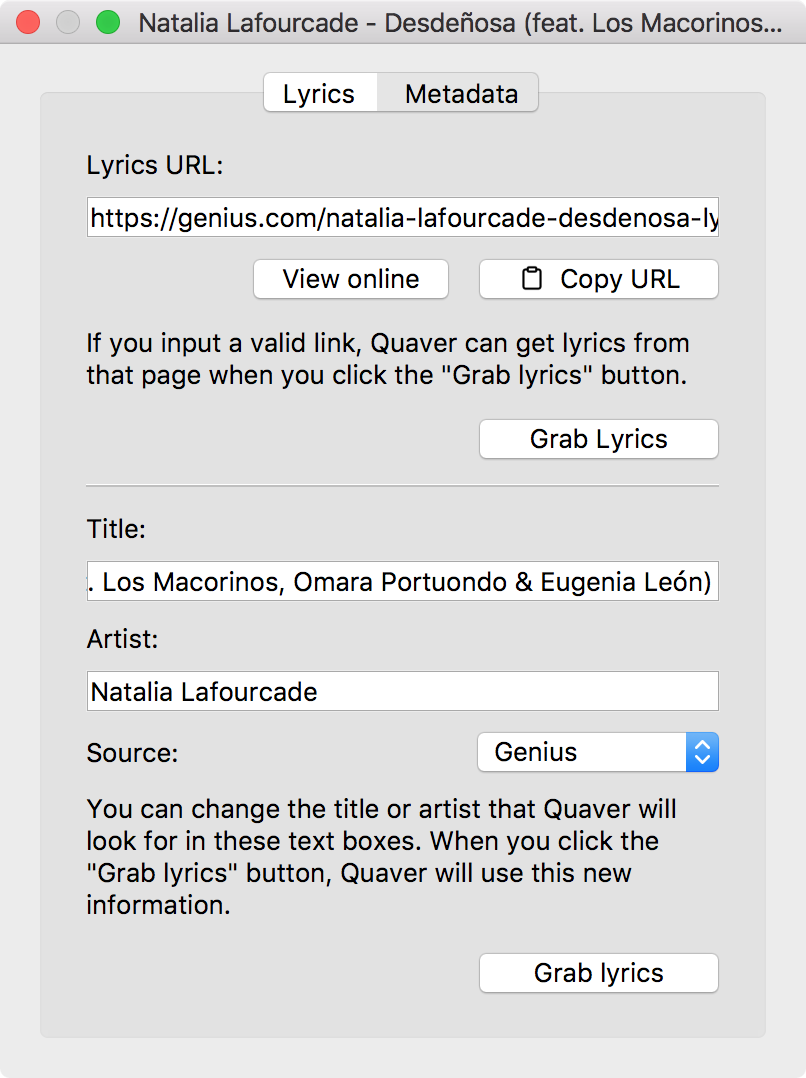 Natalia Lafourcade - Desdeñosa (feat. Los Macorinos...
Lyrics Metadata
Lyrics URL:
https://genius.com/natalia-lafourcade-desdenosa-ly
View online Copy URL
If you input a valid link, Quaver can get lyrics from
that page when you click the "Grab lyrics" button.
Grab Lyrics
Title:
. Los Macorinos, Omara Portuondo & Eugenia León)
Artist:
Natalia Lafourcade
Source: Genius
You can change the title or artist that Quaver will
look for in these text boxes. When you click the
"Grab lyrics" button, Quaver will use this new
information.
Grab lyrics